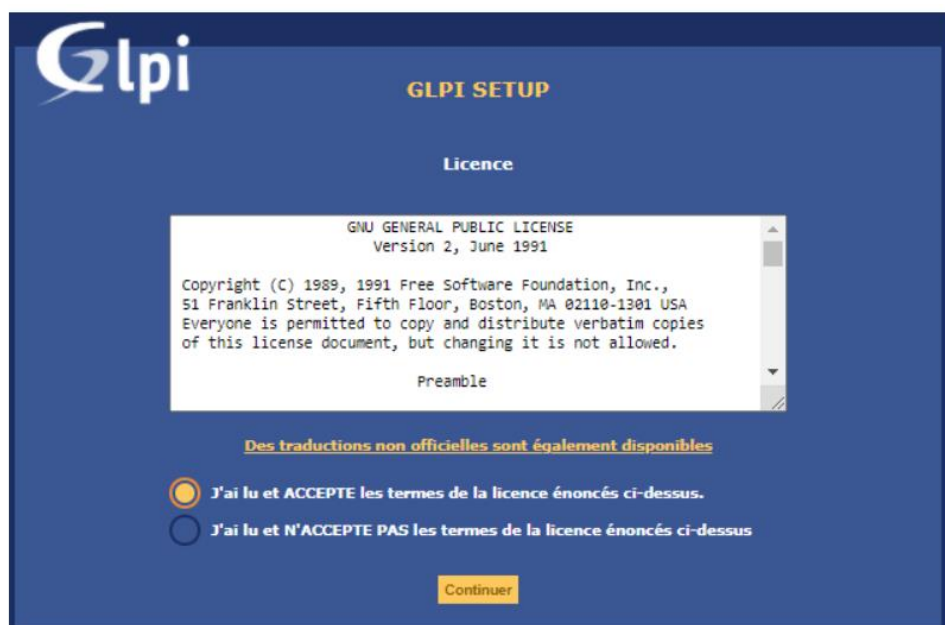 Glpi
GLPI SETUP
Licence
GNU GENERAL PUBLIC LICENSE
Version 2, June 1991
Copyright (C) 1989, 1991 Free Software Foundation, Inc.,
51 Franklin Street, Fifth Floor, Boston, MA 02110-1301 USA
Everyone is permitted to copy and distribute verbatim copies
of this license document, but changing it is not allowed.
Preamble
Des traductions non officielles sont également disponibles
J'ai lu et ACCEPTE les termes de la licence énoncés ci-dessus.
J'ai lu et N'ACCEPTE PAS les termes de la licence énoncés ci-dessus
Continuer